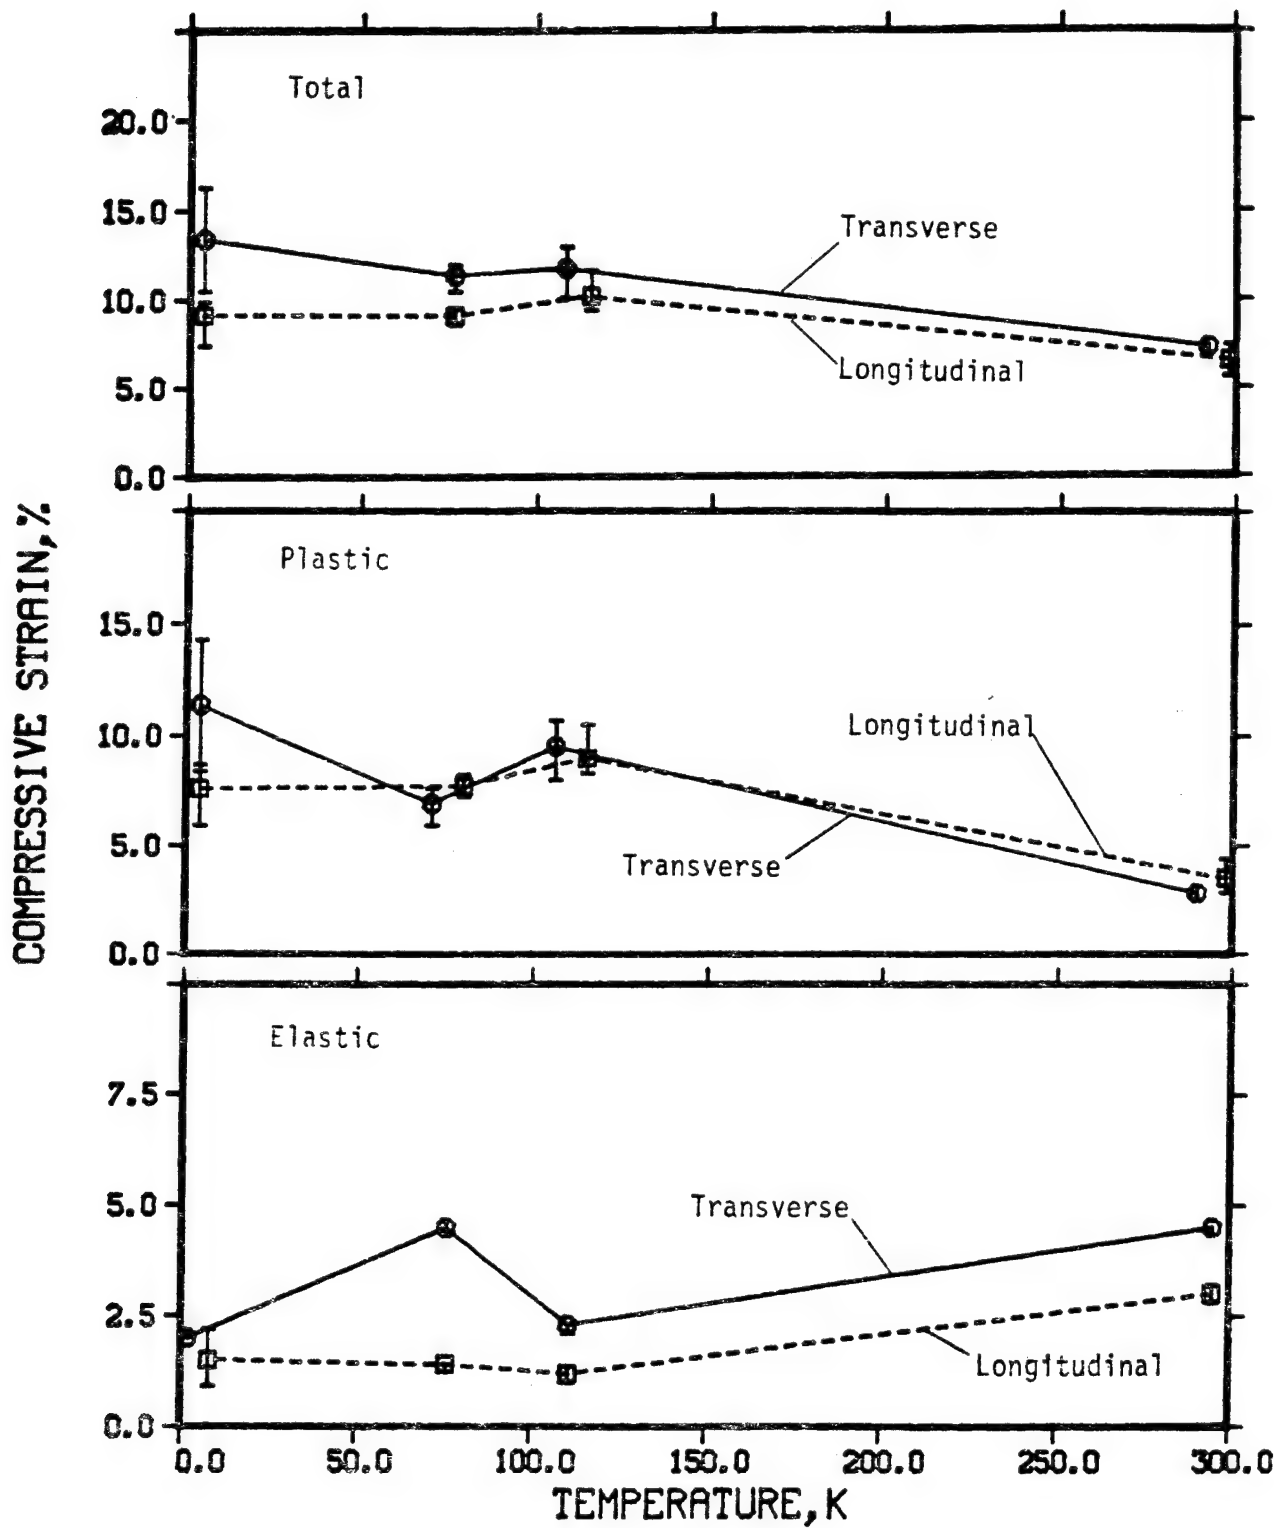 Total
20.0
15.0
10.0
5.0
0.0
Transverse
Longitudinal
COMPRESSIVE STRAIN,%
Plastic
15.0
10.0
5.0
0.0
Longitudinal
Transverse
Elastic
7.5
5.0
2.5
0.0
Transverse
Longitudinal
0.0 50.0 100.0 150.0 200.0 250.0 300.0
TEMPERATURE,K